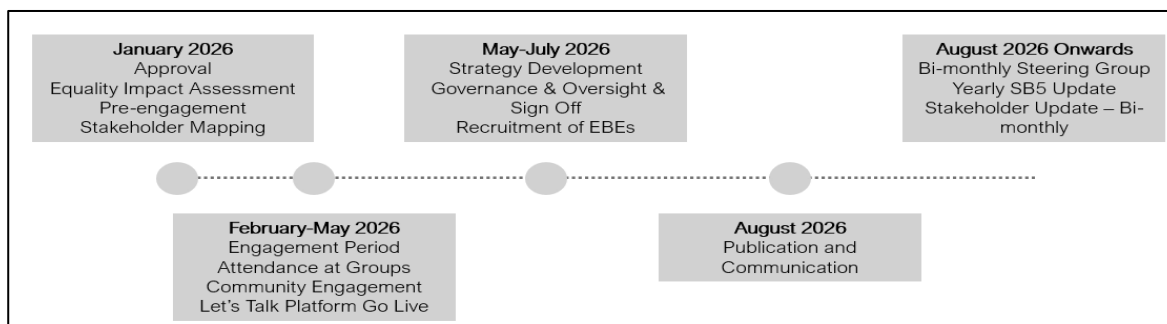 January 2026
Approval
Equality Impact Assessment
Pre-engagement
Stakeholder Mapping
February-May 2026
Engagement Period
Attendance at Groups
Community Engagement
Let's Talk Platform Go Live
May-July 2026
Strategy Development
Governance & Oversight &
Sign Off
Recruitment of EBEs
August 2026
Publication and
Communication
August 2026 Onwards
Bi-monthly Steering Group
Yearly SB5 Update
Stakeholder Update – Bi-
monthly